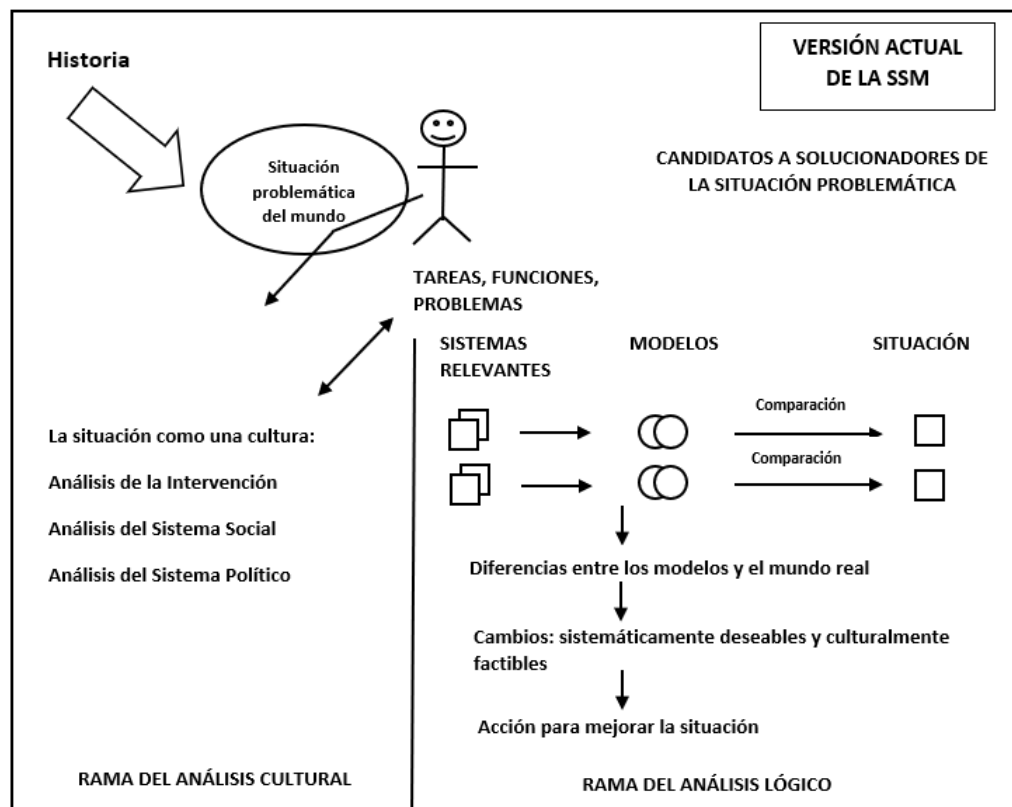 Historia
VERSIÓN ACTUAL
DE LA SSM
Situación
problemática
del mundo
CANDIDATOS A SOLUCIONADORES DE
LA SITUACIÓN PROBLEMÁTICA
TAREAS, FUNCIONES,
PROBLEMAS
SISTEMAS
RELEVANTES
MODELOS
SITUACIÓN
Comparación
Comparación
La situación como una cultura:
Análisis de la Intervención
Análisis del Sistema Social
Análisis del Sistema Político
Diferencias entre los modelos y el mundo real
Cambios: sistemáticamente deseables y culturalmente
factibles
Acción para mejorar la situación
RAMA DEL ANÁLISIS CULTURAL
RAMA DEL ANÁLISIS LÓGICO